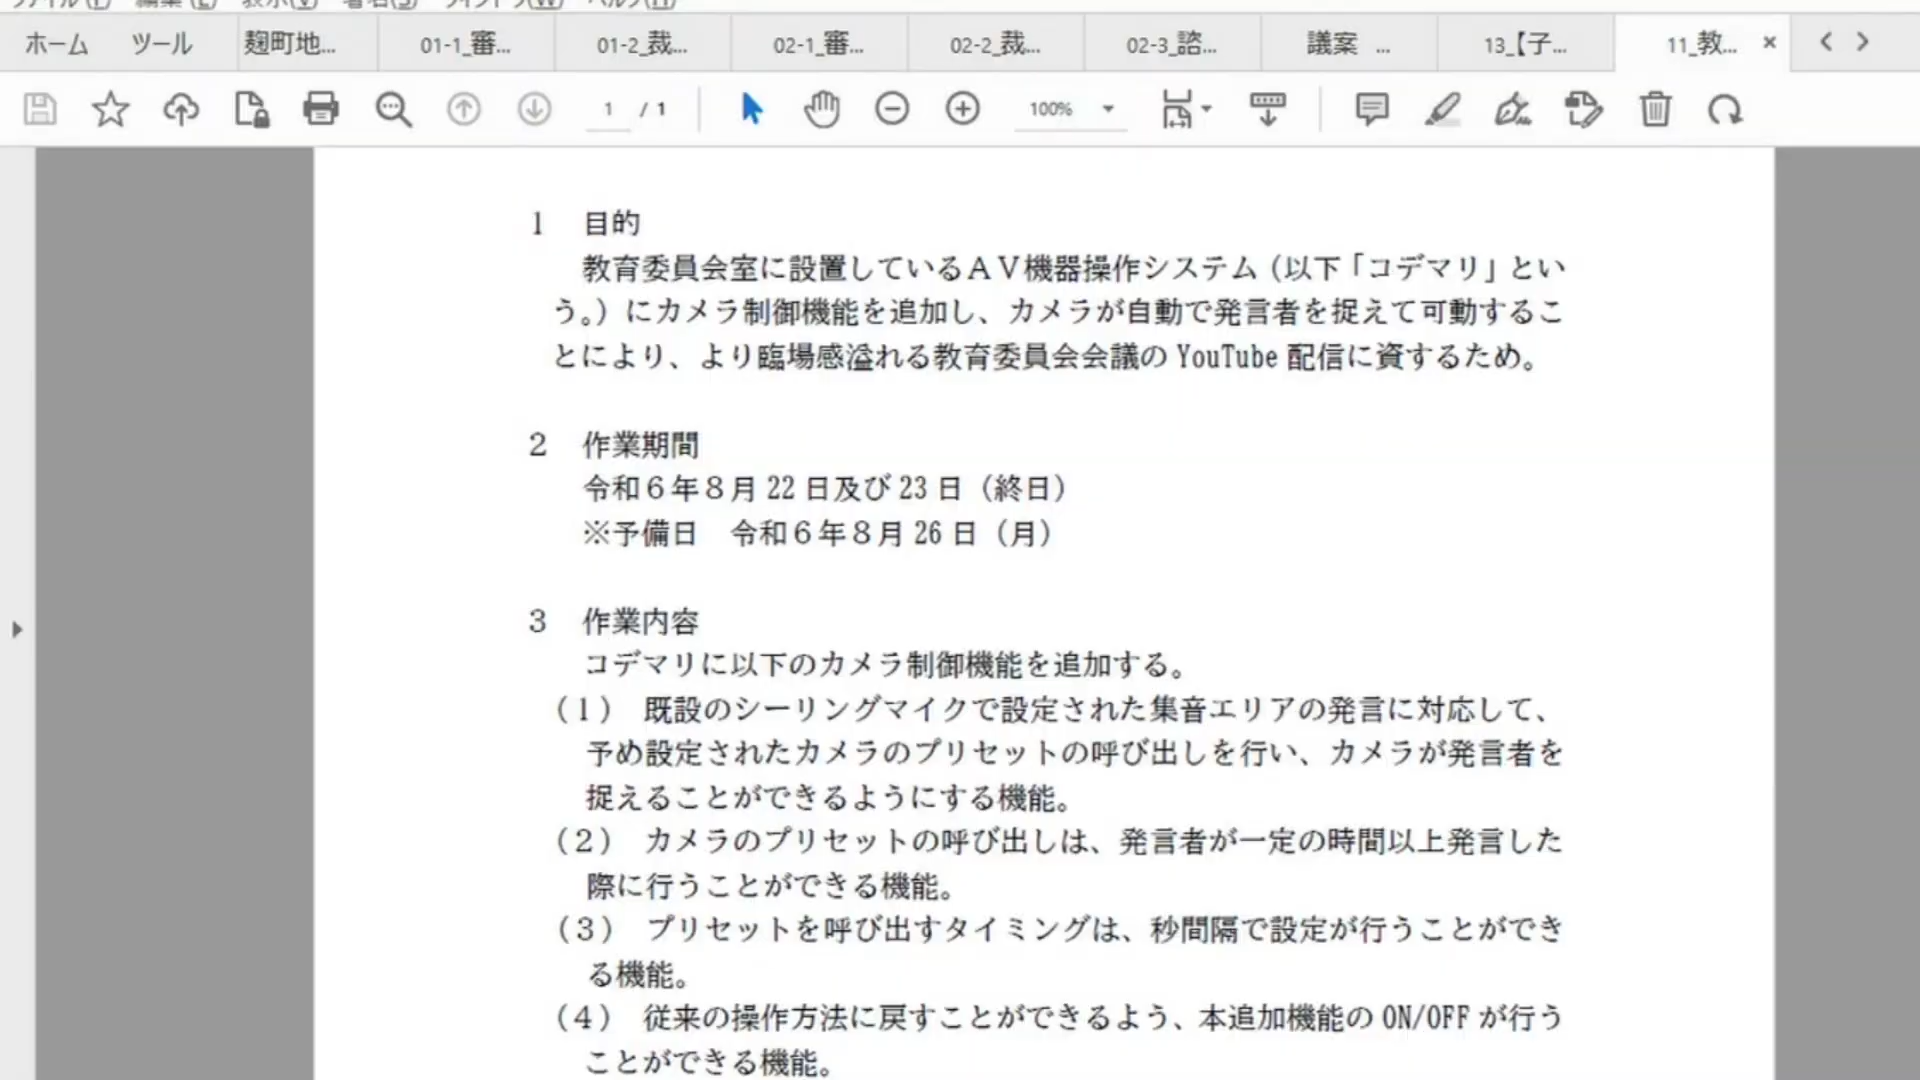 ファイル(F) 編集(E) 表示(V) 署名(S) ウィンドウ(W) ヘルプ(H)
ホーム ツール 麹町地... 01-1_審... 01-2_裁... 02-1_審... 02-2_裁... 02-3_諮... 議案 ... 13_【子... 11_教... ×
1 / 1 100%
1 目的
教育委員会室に設置しているＡＶ機器操作システム（以下「コデマリ」とい
う。）にカメラ制御機能を追加し、カメラが自動で発言者を捉えて可動するこ
とにより、より臨場感溢れる教育委員会会議の YouTube 配信に資するため。
２ 作業期間
令和６年８月 22 日及び 23 日（終日）
※予備日 令和６年８月 26 日（月）
３ 作業内容
コデマリに以下のカメラ制御機能を追加する。
（１） 既設のシーリングマイクで設定された集音エリアの発言に対応して、
予め設定されたカメラのプリセットの呼び出しを行い、カメラが発言者を
捉えることができるようにする機能。
（２） カメラのプリセットの呼び出しは、発言者が一定の時間以上発言した
際に行うことができる機能。
（３） プリセットを呼び出すタイミングは、秒間隔で設定が行うことができ
る機能。
（４） 従来の操作方法に戻すことができるよう、本追加機能の ON/OFF が行う
ことができる機能。